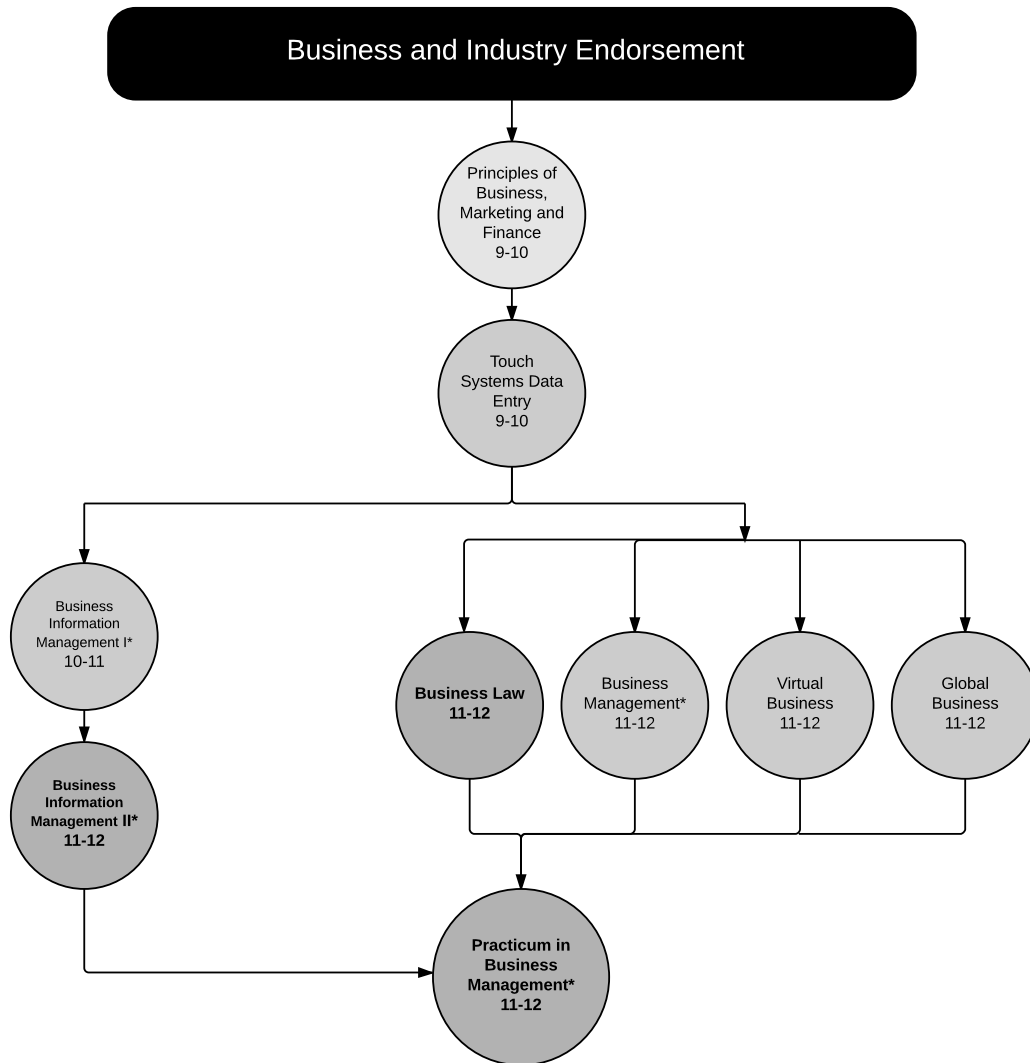 Business and Industry Endorsement
Principles of
Business,
Marketing and
Finance
9-10
Touch
Systems Data
Entry
9-10
Business
Information
Management I*
10-11
Business
Information
Management II*
11-12
Business Law
11-12
Business
Management*
11-12
Virtual
Business
11-12
Global
Business
11-12
Practicum in
Business
Management*
11-12